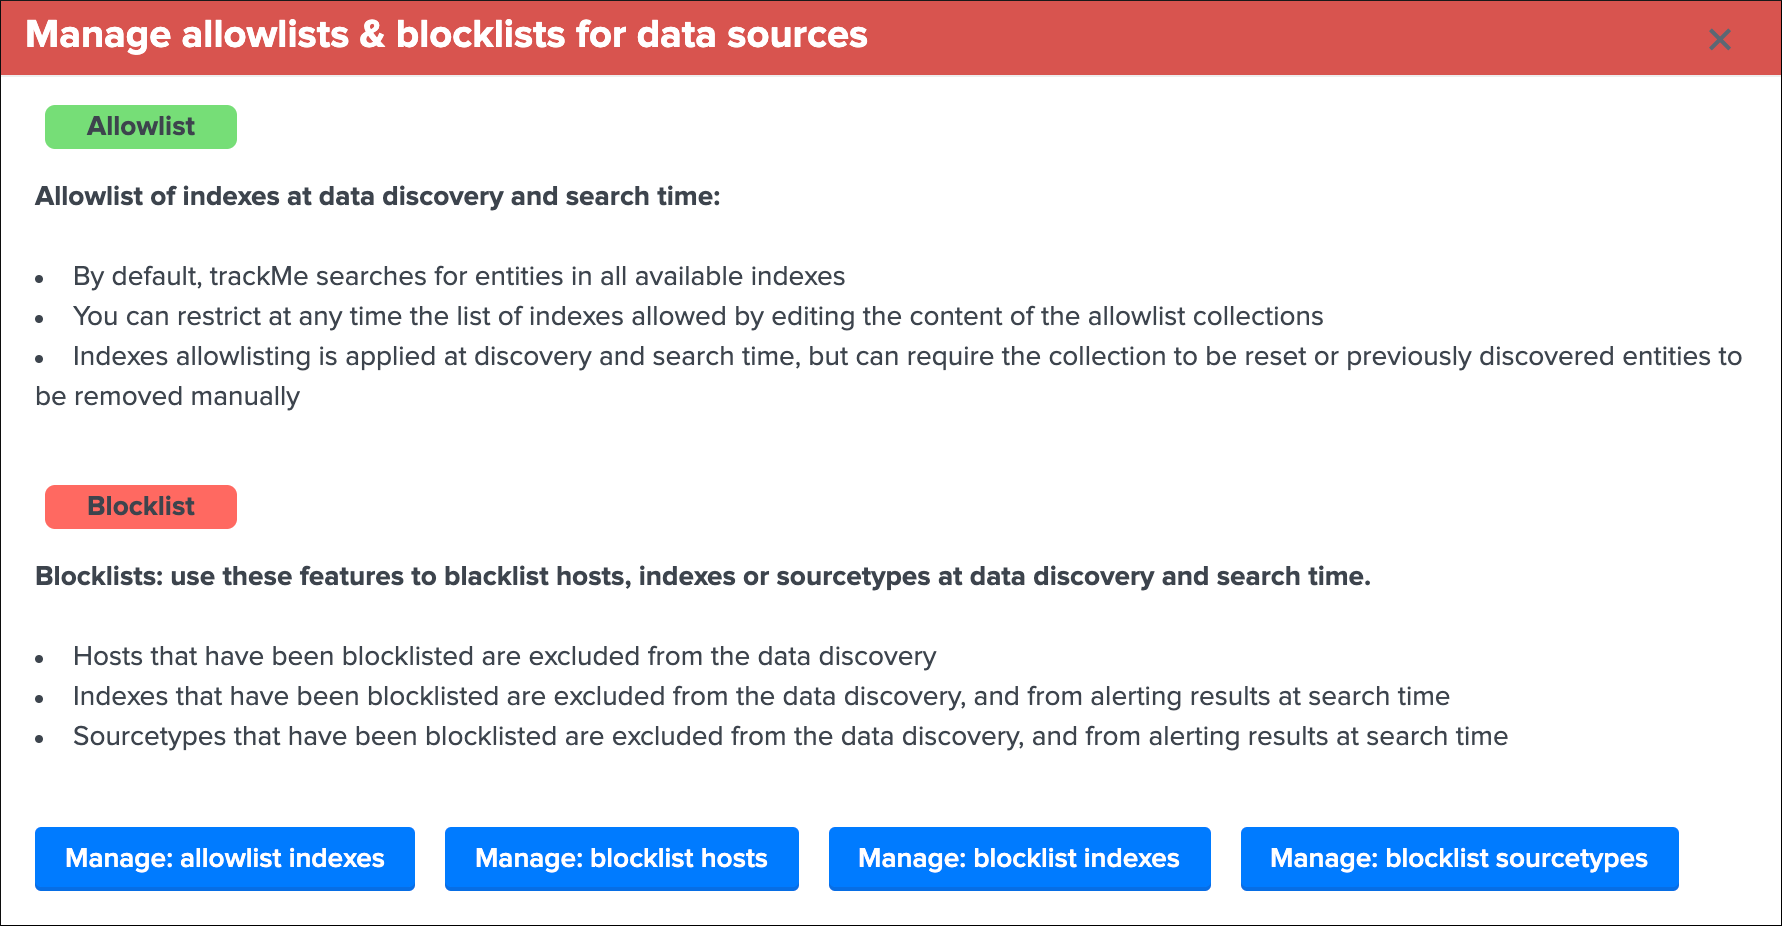 Manage allowlists & blocklists for data sources
Allowlist
Allowlist of indexes at data discovery and search time:
• By default, trackMe searches for entities in all available indexes
• You can restrict at any time the list of indexes allowed by editing the content of the allowlist collections
• Indexes allowlisting is applied at discovery and search time, but can require the collection to be reset or previously discovered entities to
be removed manually
Blocklist
Blocklists: use these features to blacklist hosts, indexes or sourcetypes at data discovery and search time.
• Hosts that have been blocklisted are excluded from the data discovery
• Indexes that have been blocklisted are excluded from the data discovery, and from alerting results at search time
• Sourcetypes that have been blocklisted are excluded from the data discovery, and from alerting results at search time
Manage: allowlist indexes
Manage: blocklist hosts
Manage: blocklist indexes
Manage: blocklist sourcetypes